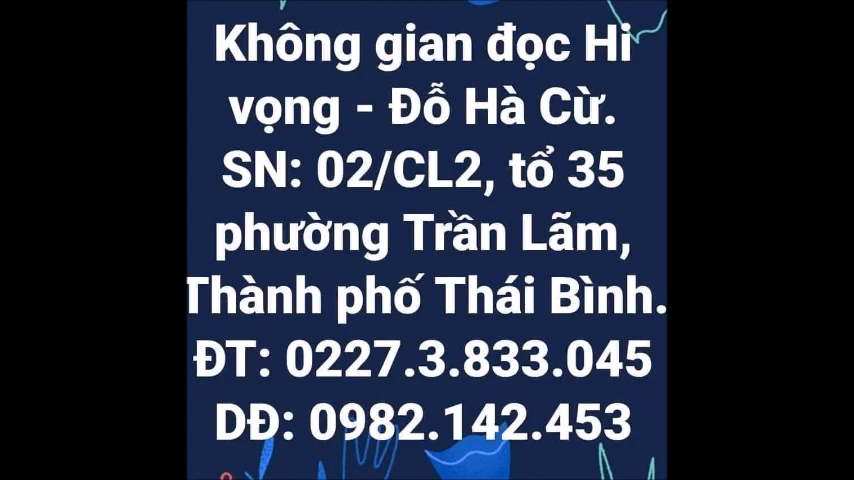 Không gian đọc Hi
vọng - Đỗ Hà Cừ.
SN: 02/CL2, tổ 35
phường Trần Lãm,
Thành phố Thái Bình.
ĐT: 0227.3.833.045
DĐ: 0982.142.453